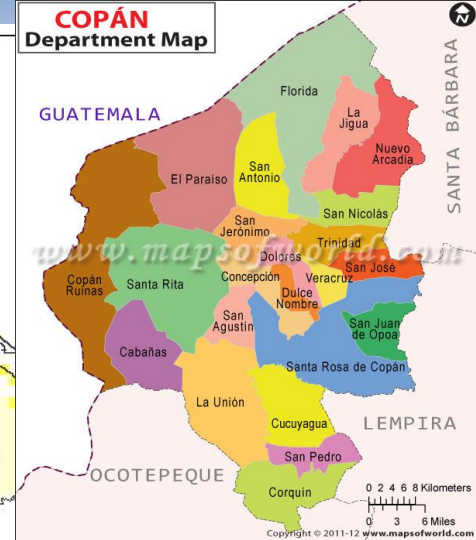 COPÁN
Department Map
N
GUATEMALA
SANTA BÁRBARA
Florida
La
Jigua
Nuevo
Arcadia
El Paraiso
San
Antonio
San Nicolás
San
Jerónimo
Trinidad
www.mapsofworld.com
Dolores
San José
Copán
Ruinas
Santa Rita
Concepción
Veracruz
Dulce
Nombre
San
Agustín
San Juan
de Opoa
Cabañas
Santa Rosa de Copán
La Unión
Cucuyagua
LEMPIRA
San Pedro
OCOTEPEQUE
Corquín
0 2 4 6 8 Kilometers
0 3 6 Miles
Copyright © 2011-12 www.mapsofworld.com